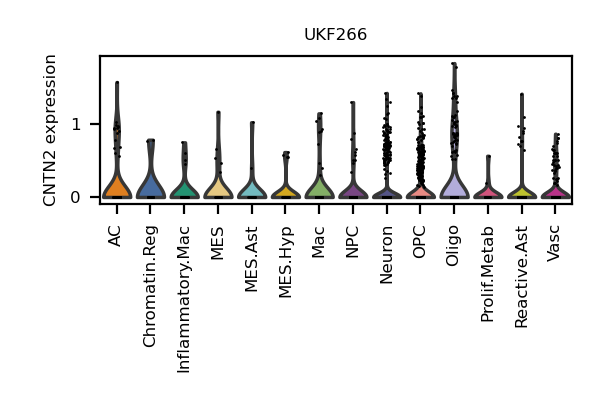 UKF266
CNTN2 expression
1
0
AC
Chromatin.Reg
Inflammatory.Mac
MES
MES.Ast
MES.Hyp
Mac
NPC
Neuron
OPC
Oligo
Prolif.Metab
Reactive.Ast
Vasc